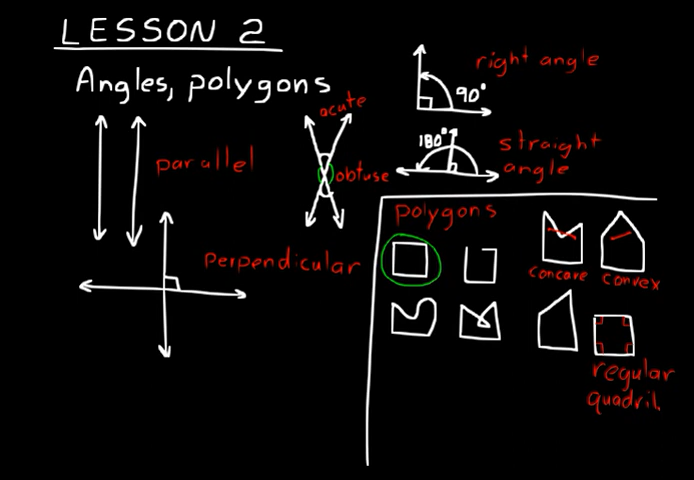 LESSON 2
Angles, polygons
right angle
90°
acute
180°
straight
angle
parallel
obtuse
polygons
perpendicular
concave
convex
regular
quadril.